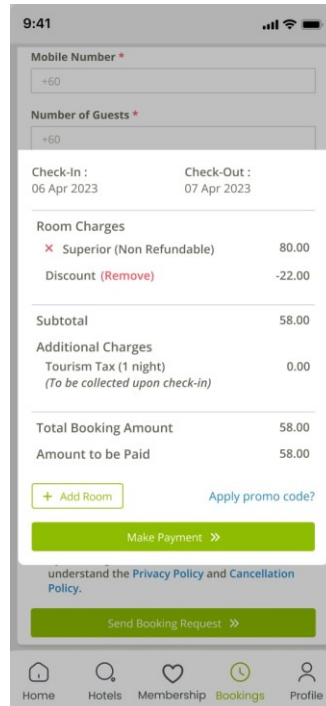 9:41
Mobile Number *
+60
Number of Guests *
+60
Check-In : Check-Out :
06 Apr 2023 07 Apr 2023
Room Charges
× Superior (Non Refundable) 80.00
Discount (Remove) -22.00
Subtotal 58.00
Additional Charges
Tourism Tax (1 night) 0.00
(To be collected upon check-in)
Total Booking Amount 58.00
Amount to be Paid 58.00
+ Add Room Apply promo code?
Make Payment »
understand the Privacy Policy and Cancellation
Policy.
Send Booking Request »
Home Hotels Membership Bookings Profile